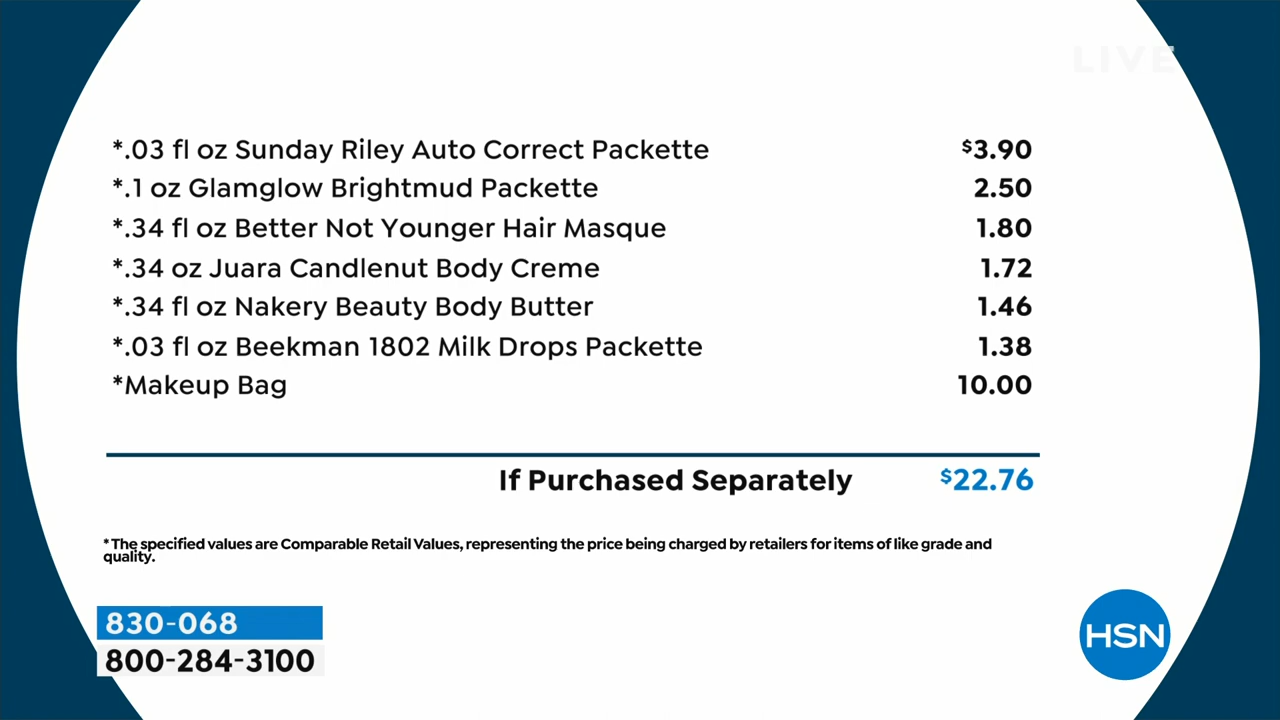 LIVE
*.03 fl oz Sunday Riley Auto Correct Packette $3.90
*.1 oz Glamglow Brightmud Packette 2.50
*.34 fl oz Better Not Younger Hair Masque 1.80
*.34 oz Juara Candlenut Body Creme 1.72
*.34 fl oz Nakery Beauty Body Butter 1.46
*.03 fl oz Beekman 1802 Milk Drops Packette 1.38
*Makeup Bag 10.00
If Purchased Separately $22.76
*The specified values are Comparable Retail Values, representing the price being charged by retailers for items of like grade and
quality.
830-068
800-284-3100
HSN